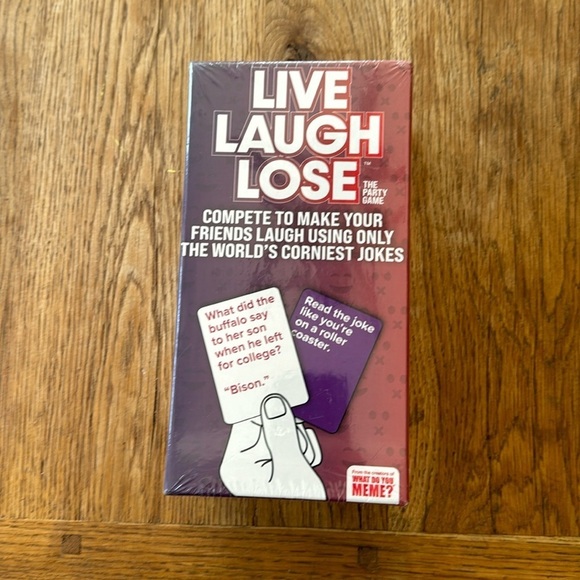 LIVE
LAUGH
LOSE™
THE
PARTY
GAME
COMPETE TO MAKE YOUR
FRIENDS LAUGH USING ONLY
THE WORLD'S CORNIEST JOKES
What did the
buffalo say
to her son
when he left
for college?
"Bison."
Read the joke
like you're
on a roller
coaster.
From the creators of
WHAT DO YOU
MEME?